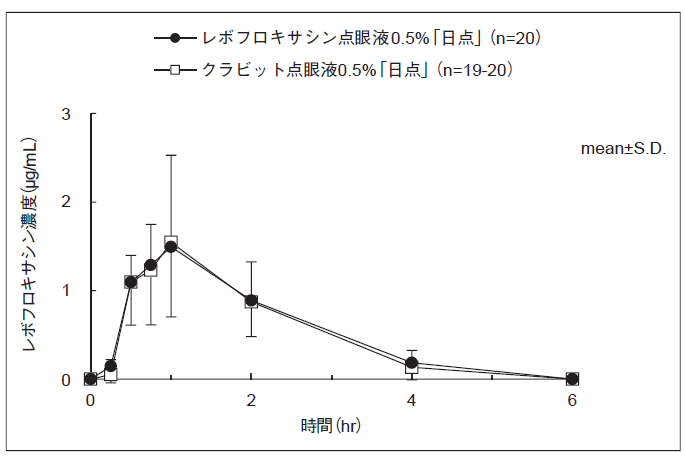 レボフロキサシン点眼液0.5%「日点」(n=20)
クラビット点眼液0.5%「日点」(n=19-20)
mean±S.D.
レボフロキサシン濃度(μg/mL)
3
2
1
0
0 2 4 6
時間(hr)